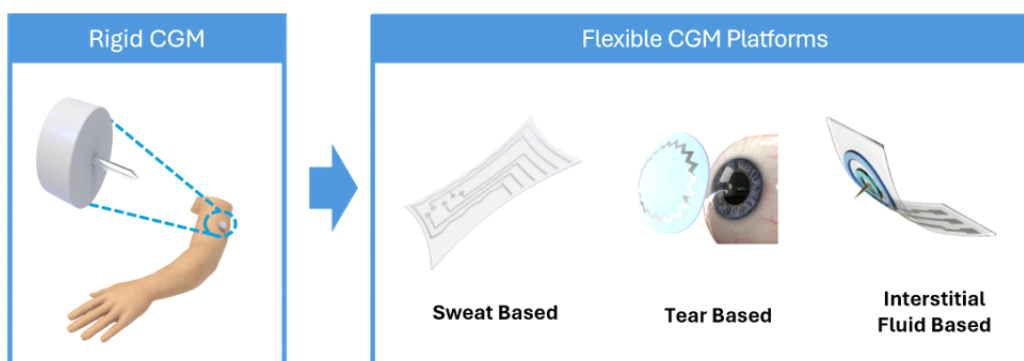 Rigid CGM
Flexible CGM Platforms
Sweat Based
Tear Based
Interstitial
Fluid Based